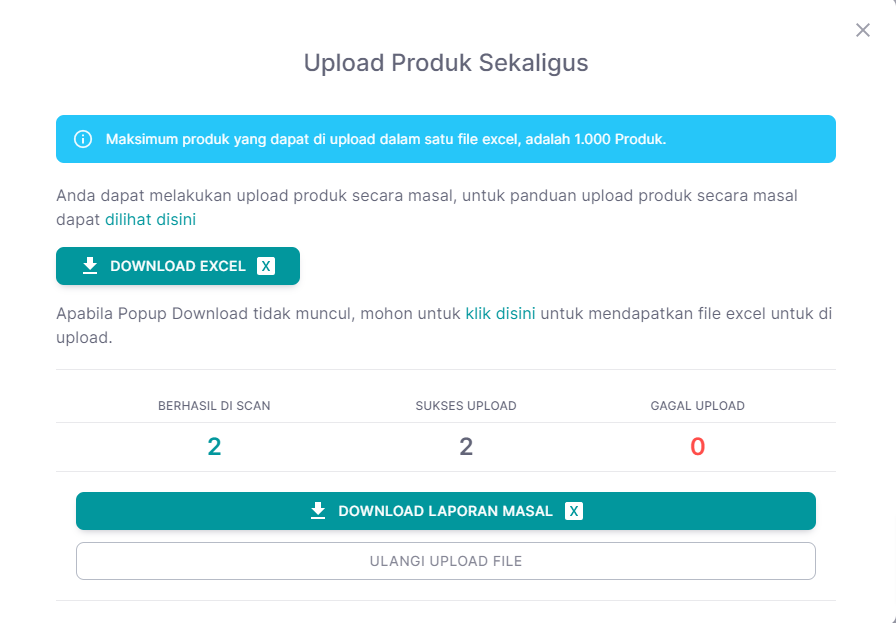 Upload Produk Sekaligus
Maksimum produk yang dapat di upload dalam satu file excel, adalah 1.000 Produk.
Anda dapat melakukan upload produk secara masal, untuk panduan upload produk secara masal
dapat dilihat disini
DOWNLOAD EXCEL X
Apabila Popup Download tidak muncul, mohon untuk klik disini untuk mendapatkan file excel untuk di
upload.
BERHASIL DI SCAN SUKSES UPLOAD GAGAL UPLOAD
2 2 0
DOWNLOAD LAPORAN MASAL X
ULANGI UPLOAD FILE